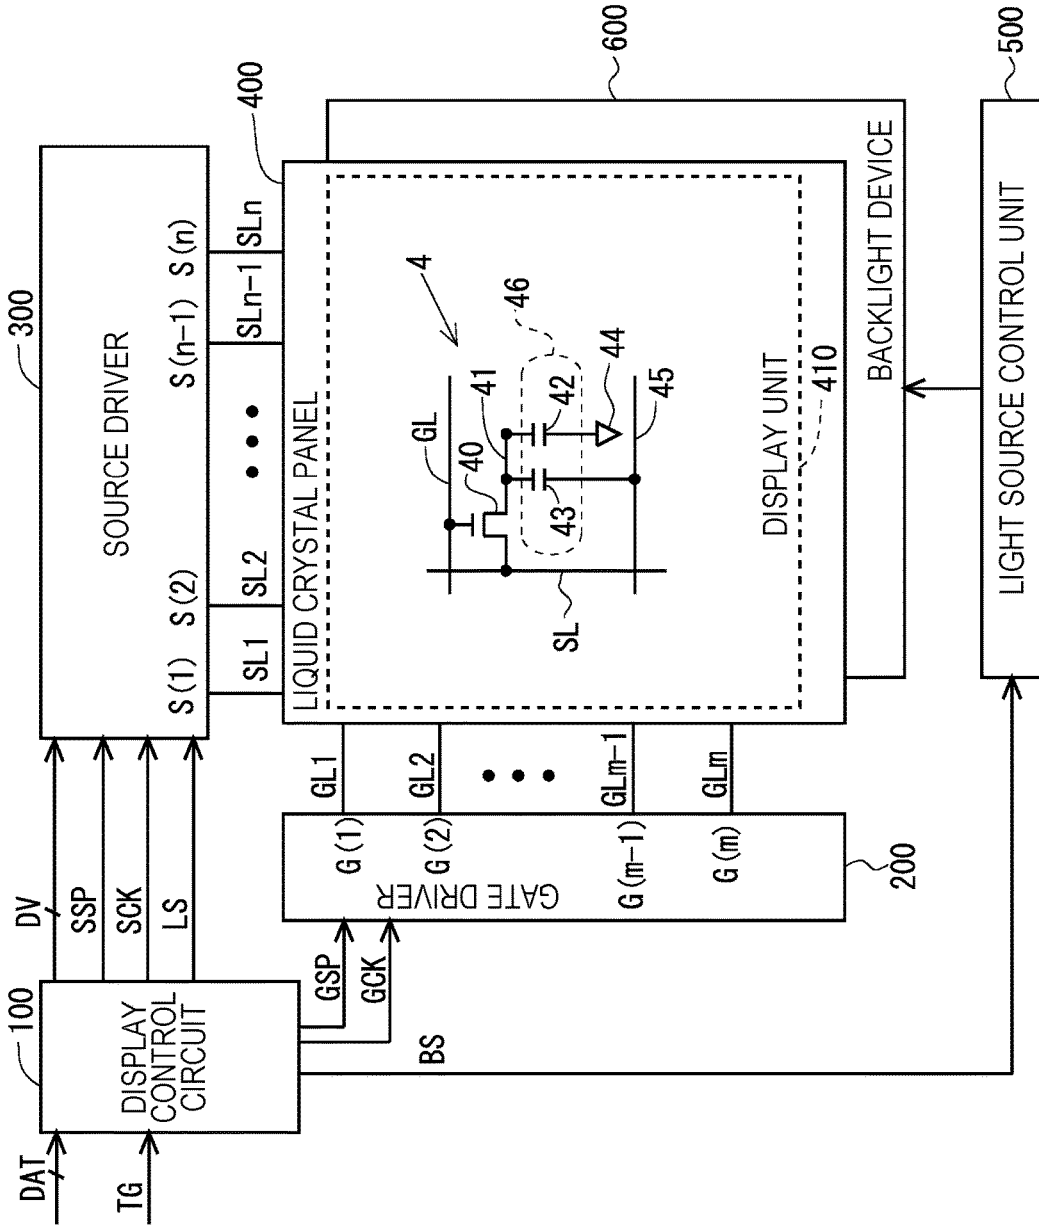 DAT
TG
100
DISPLAY
CONTROL
CIRCUIT
DV
SSP
SCK
LS
GSP
GCK
BS
300
SOURCE DRIVER
S(1)
S(2)
S(n-1)
S(n)
SL1
SL2
SLn-1
SLn
GATE DRIVER
G(1)
G(2)
G(m-1)
G(m)
200
GL1
GL2
GLm-1
GLm
400
LIQUID CRYSTAL PANEL
GL
40
41
4
46
43
42
44
45
SL
DISPLAY UNIT
410
BACKLIGHT DEVICE
600
LIGHT SOURCE CONTROL UNIT
500